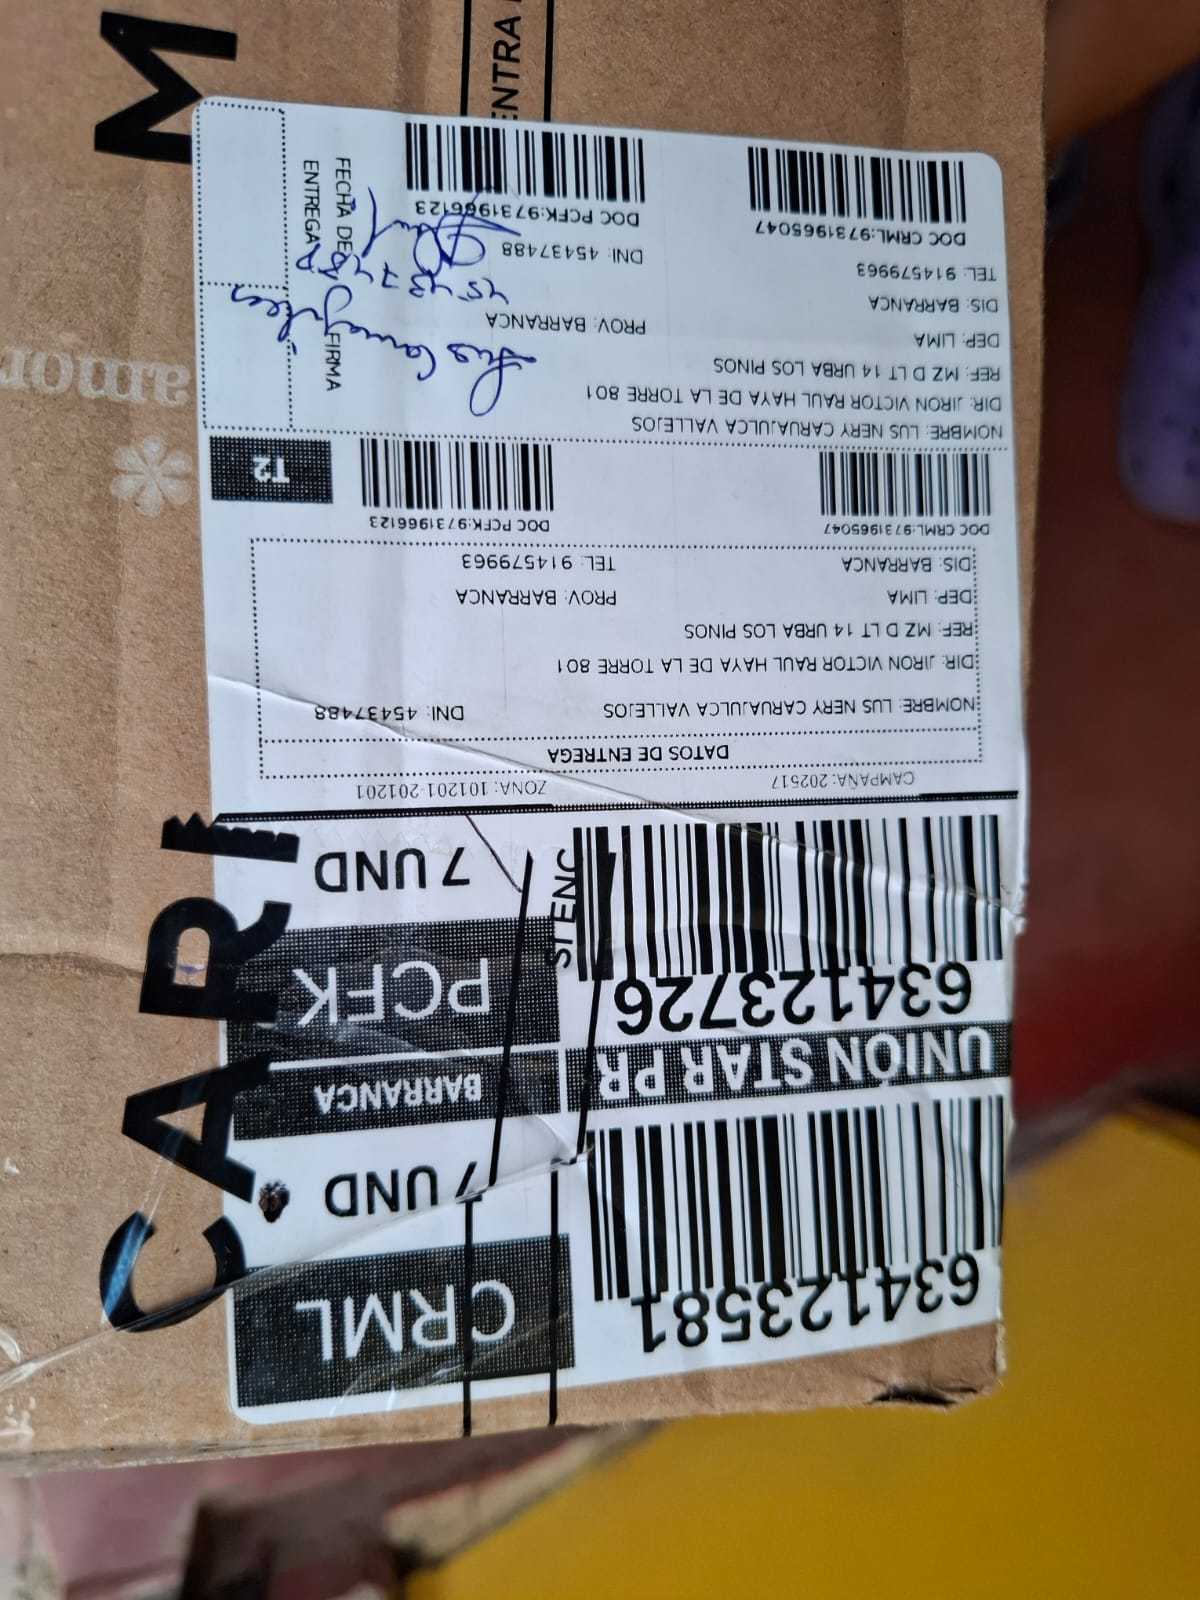 CRML
7 UND
634123581
BARRANCA
UNIÓN STAR PR
PCFK
7 UND
634123726
CAMPAÑA: 202517 ZONA: 101201-201201
DATOS DE ENTREGA
NOMBRE: LUS NERY CARUAJULCA VALLEJOS DNI: 45437488
DIR: JIRON VICTOR RAUL HAYA DE LA TORRE 801
REF: MZ D LT 14 URBA LOS PINOS
DEP: LIMA PROV: BARRANCA
DIS: BARRANCA TEL: 914579963
DOC CRML:9731965047 DOC PCFK:9731966123
T2
NOMBRE: LUS NERY CARUAJULCA VALLEJOS
DIR: JIRON VICTOR RAUL HAYA DE LA TORRE 801
REF: MZ D LT 14 URBA LOS PINOS
DEP: LIMA
DIS: BARRANCA PROV: BARRANCA
TEL: 914579963 DNI: 45437488
DOC CRML:9731965047 DOC PCFK:9731966123
FIRMA
FECHA DE
ENTREGA
CARI
M
amor
ENTRA